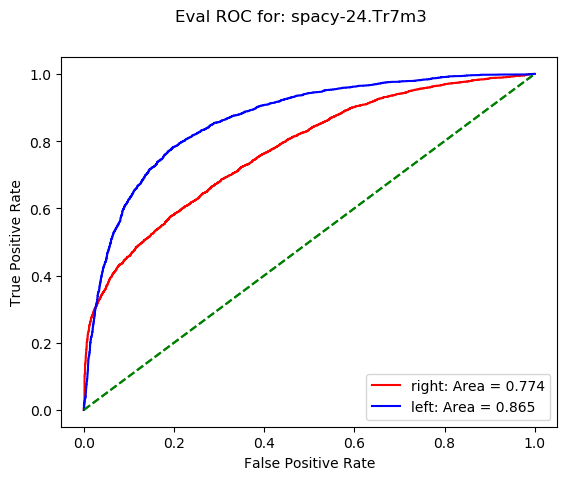 Eval ROC for: spacy-24.Tr7m3
True Positive Rate
1.0
0.8
0.6
0.4
0.2
0.0
0.0 0.2 0.4 0.6 0.8 1.0
False Positive Rate
right: Area = 0.774
left: Area = 0.865